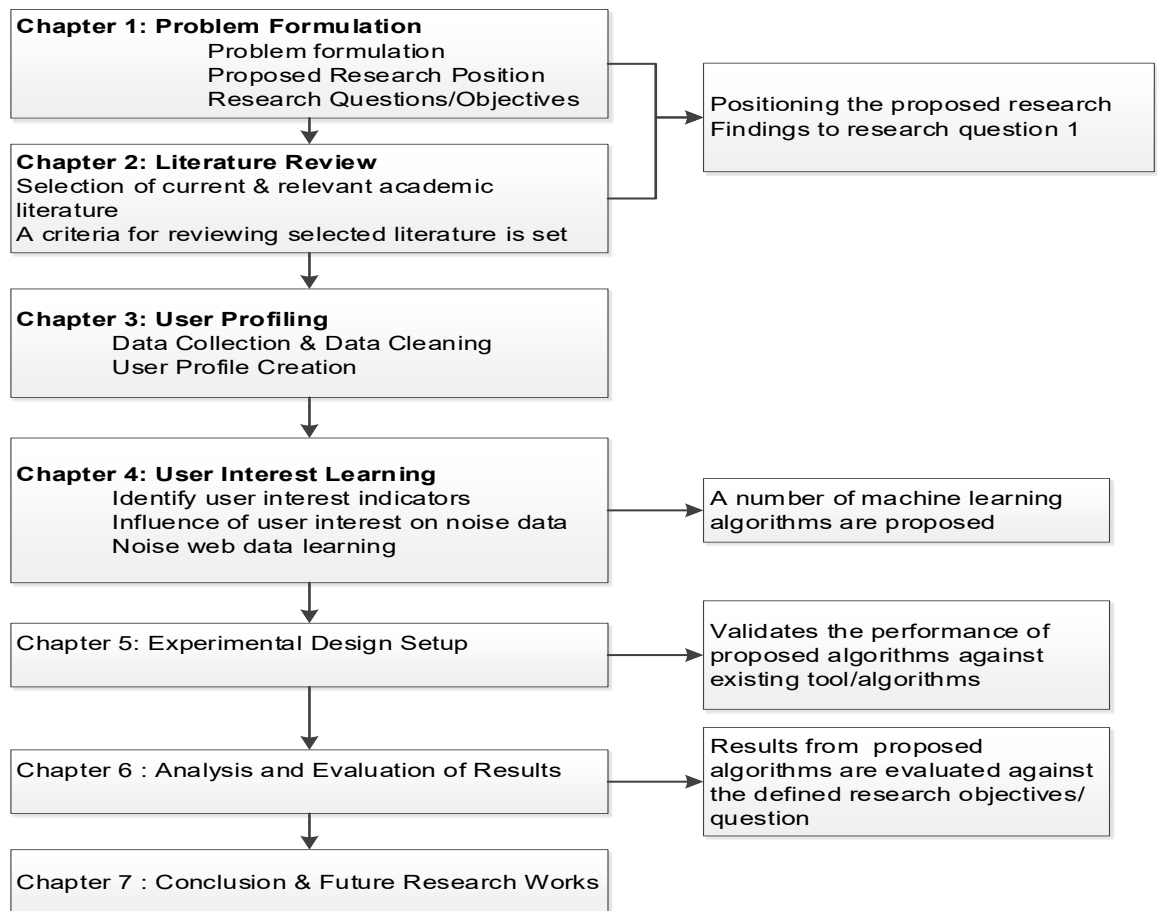 Chapter 1: Problem Formulation
Problem formulation
Proposed Research Position
Research Questions/Objectives
Positioning the proposed research
Findings to research question 1
Chapter 2: Literature Review
Selection of current & relevant academic
literature
A criteria for reviewing selected literature is set
Chapter 3: User Profiling
Data Collection & Data Cleaning
User Profile Creation
Chapter 4: User Interest Learning
Identify user interest indicators
Influence of user interest on noise data
Noise web data learning
A number of machine learning
algorithms are proposed
Chapter 5: Experimental Design Setup
Validates the performance of
proposed algorithms against
existing tool/algorithms
Chapter 6 : Analysis and Evaluation of Results
Results from proposed
algorithms are evaluated against
the defined research objectives/
question
Chapter 7 : Conclusion & Future Research Works